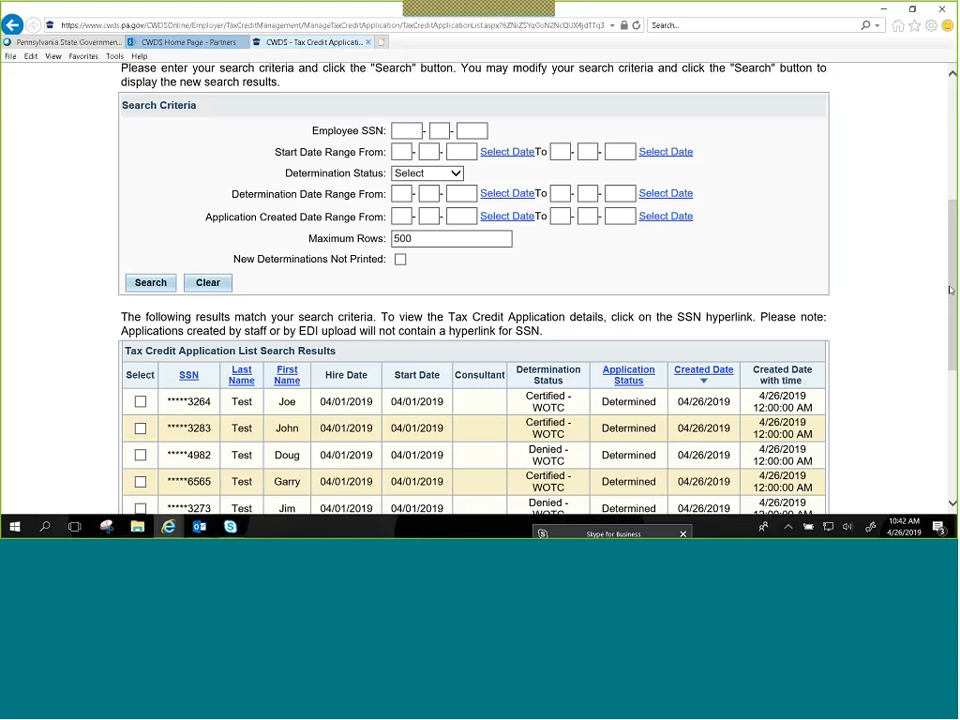 https://www.cwds.pa.gov/CWDSOnline/Employer/TaxCreditManagement/ManageTaxCreditApplication/TaxCreditApplicationList.aspx? Search...
Pennsylvania State Governmen... CWDS Home Page - Partners CWDS - Tax Credit Applicati...
File Edit View Favorites Tools Help
Please enter your search criteria and click the "Search" button. You may modify your search criteria and click the "Search" button to
display the new search results.
Search Criteria
Employee SSN: - -
Start Date Range From: - - Select Date To - - Select Date
Determination Status: Select
Determination Date Range From: - - Select Date To - - Select Date
Application Created Date Range From: - - Select Date To - - Select Date
Maximum Rows: 500
New Determinations Not Printed:
Search Clear
The following results match your search criteria. To view the Tax Credit Application details, click on the SSN hyperlink. Please note:
Applications created by staff or by EDI upload will not contain a hyperlink for SSN.
Tax Credit Application List Search Results
Select SSN Last Name First Name Hire Date Start Date Consultant Determination Status Application Status Created Date Created Date with time
*****3264 Test Joe 04/01/2019 04/01/2019 Certified - WOTC Determined 04/26/2019 4/26/2019 12:00:00 AM
*****3283 Test John 04/01/2019 04/01/2019 Certified - WOTC Determined 04/26/2019 4/26/2019 12:00:00 AM
*****4982 Test Doug 04/01/2019 04/01/2019 Denied - WOTC Determined 04/26/2019 4/26/2019 12:00:00 AM
*****6565 Test Garry 04/01/2019 04/01/2019 Certified - WOTC Determined 04/26/2019 4/26/2019 12:00:00 AM
*****3273 Test Jim 04/01/2019 04/01/2019 Denied - Determined 04/26/2019 4/26/2019
10:42 AM
4/26/2019
Skype for Business